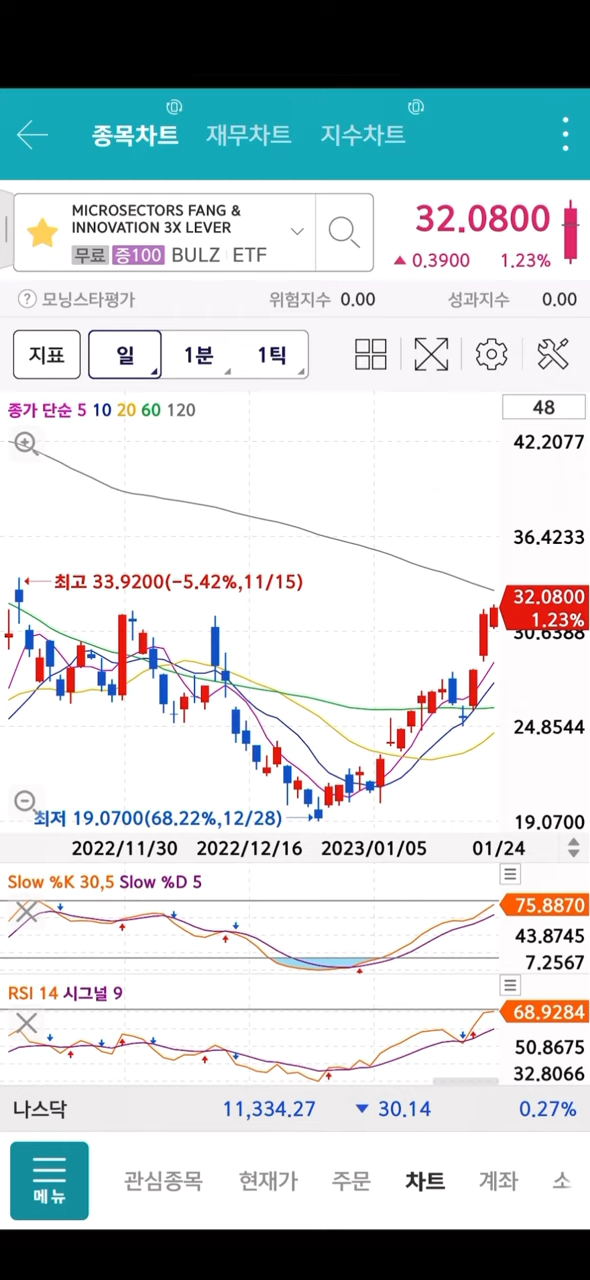 종목차트 재무차트 지수차트
MICROSECTORS FANG &
INNOVATION 3X LEVER
무료 증100 BULZ ETF
32.0800
▲ 0.3900 1.23%
? 모닝스타평가 위험지수 0.00 성과지수 0.00
지표 일 1분 1틱
종가 단순 5 10 20 60 120
48
42.2077
36.4233
최고 33.9200(-5.42%,11/15)
32.0800
1.23%
30.6388
24.8544
최저 19.0700(68.22%,12/28)
19.0700
2022/11/30 2022/12/16 2023/01/05 01/24
Slow %K 30,5 Slow %D 5
75.8870
43.8745
7.2567
RSI 14 시그널 9
68.9284
50.8675
32.8066
나스닥 11,334.27 ▼ 30.14 0.27%
메뉴 관심종목 현재가 주문 차트 계좌 소